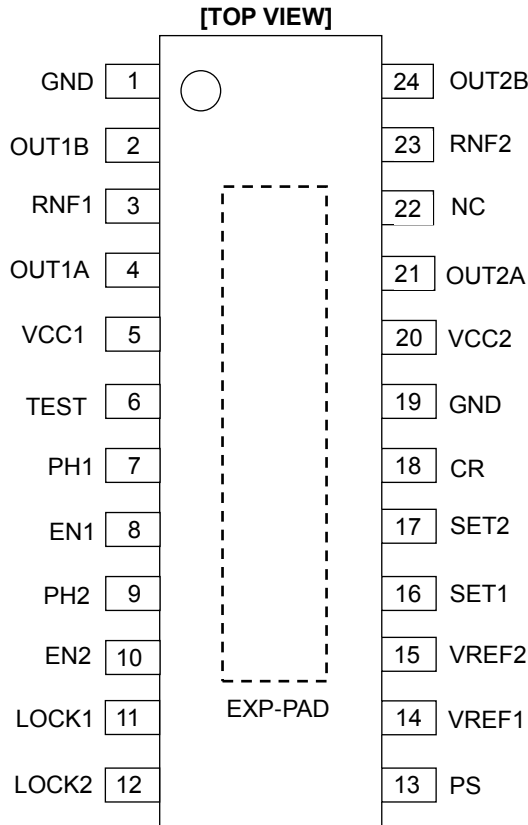 [TOP VIEW]
GND 1 24 OUT2B
OUT1B 2 23 RNF2
RNF1 3 22 NC
OUT1A 4 21 OUT2A
VCC1 5 20 VCC2
TEST 6 19 GND
PH1 7 18 CR
EN1 8 17 SET2
PH2 9 16 SET1
EN2 10 15 VREF2
LOCK1 11 EXP-PAD 14 VREF1
LOCK2 12 13 PS